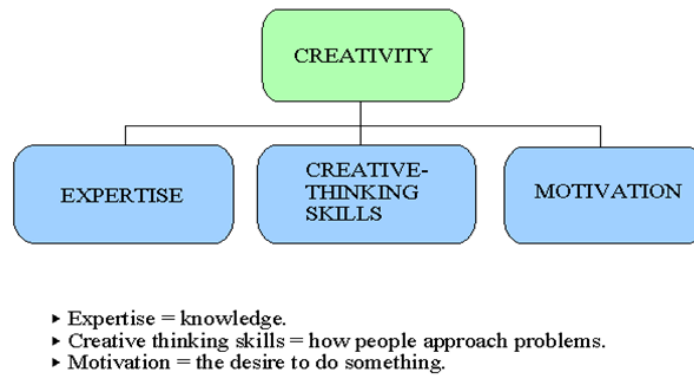 CREATIVITY
EXPERTISE
CREATIVE-
THINKING
SKILLS
MOTIVATION
▸ Expertise = knowledge.
▸ Creative thinking skills = how people approach problems.
▸ Motivation = the desire to do something.